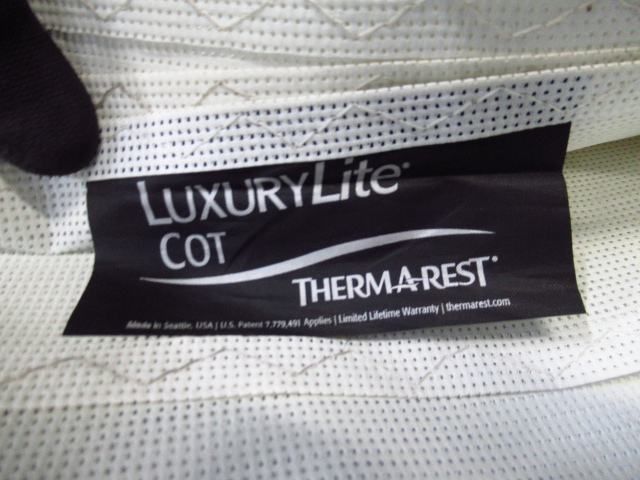 LUXURYLite®
COT
THERMAREST®
Made in Seattle, USA | U.S. Patent 7,779,491 Applies | Limited Lifetime Warranty | thermarest.com